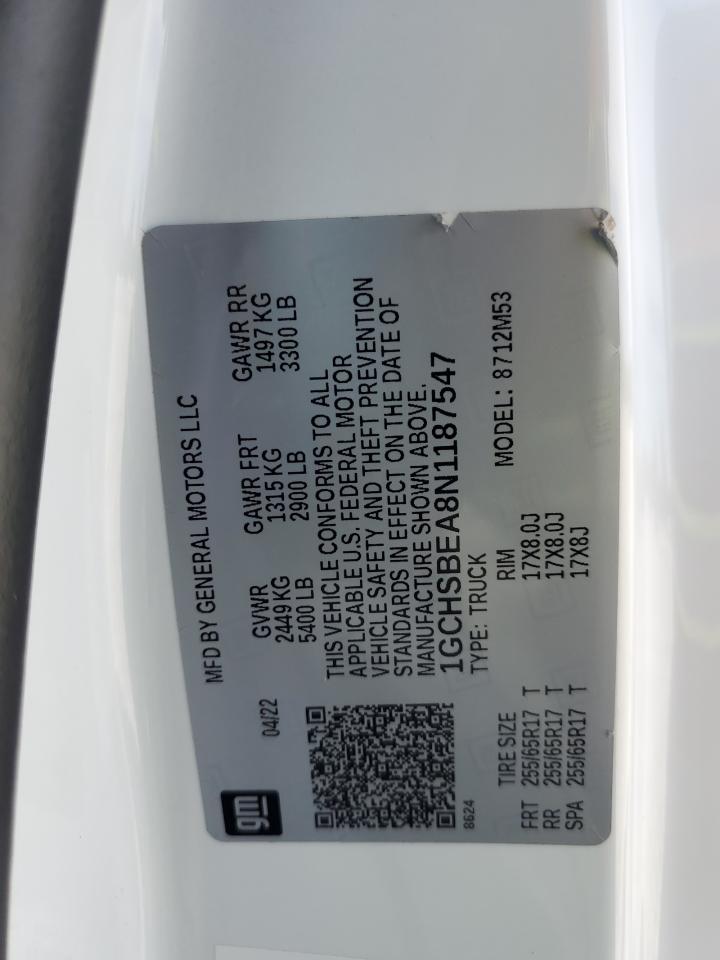 gm
04/22
MFD BY GENERAL MOTORS LLC
GVWR GAWR FRT GAWR RR
2449 KG 1315 KG 1497 KG
5400 LB 2900 LB 3300 LB
THIS VEHICLE CONFORMS TO ALL
APPLICABLE U.S. FEDERAL MOTOR
VEHICLE SAFETY AND THEFT PREVENTION
STANDARDS IN EFFECT ON THE DATE OF
MANUFACTURE SHOWN ABOVE.
1GCHSBEA8N1187547
8624 TYPE: TRUCK MODEL: 8712M53
TIRE SIZE RIM
FRT 255/65R17 T 17X8.0J
RR 255/65R17 T 17X8.0J
SPA 255/65R17 T 17X8J